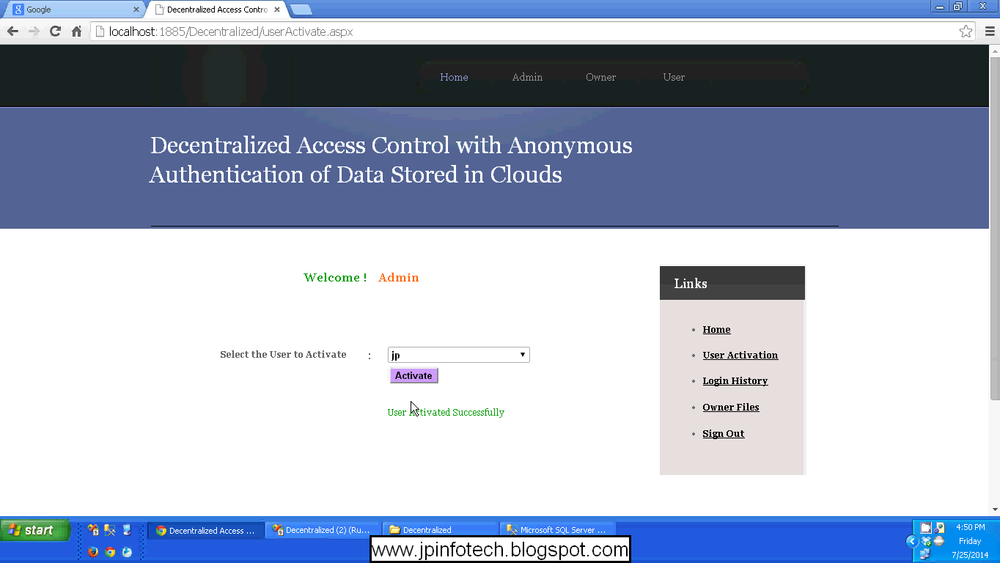 Google
Decentralized Access Contro
localhost:1885/Decentralized/userActivate.aspx
Home Admin Owner User
Decentralized Access Control with Anonymous
Authentication of Data Stored in Clouds
Welcome ! Admin
Select the User to Activate : jp
Activate
User Activated Successfully
Links
Home
User Activation
Login History
Owner Files
Sign Out
start
Decentralized Access ...
Decentralized (2) (Ru...
Decentralized
Microsoft SQL Server ...
4:50 PM
Friday
7/25/2014
www.jpinfotech.blogspot.com